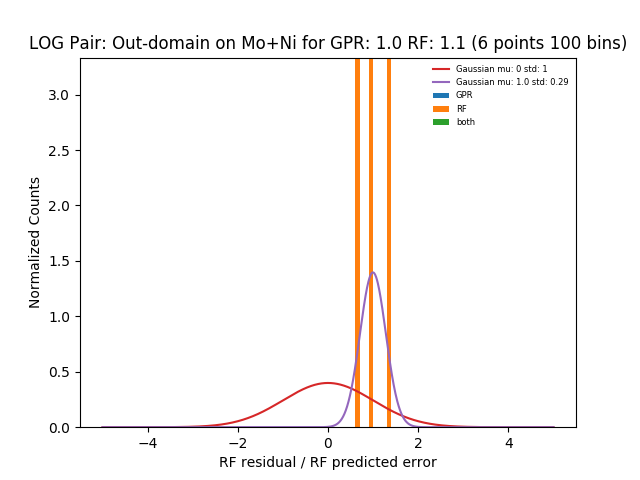 LOG Pair: Out-domain on Mo+Ni for GPR: 1.0 RF: 1.1 (6 points 100 bins)
Gaussian mu: 0 std: 1
Gaussian mu: 1.0 std: 0.29
GPR
RF
both
Normalized Counts
3.0
2.5
2.0
1.5
1.0
0.5
0.0
−4
−2
0
2
4
RF residual / RF predicted error